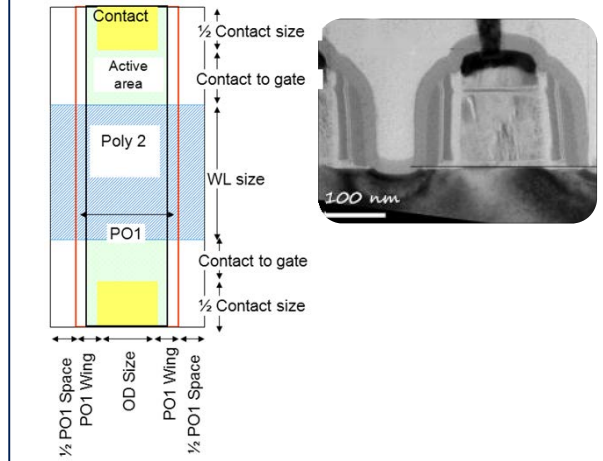 Contact
½ Contact size
Active
area
Contact to gate
Poly 2
WL size
PO1
Contact to gate
½ Contact size
½ PO1 Space
PO1 Wing
OD Size
PO1 Wing
½ PO1 Space
100 nm